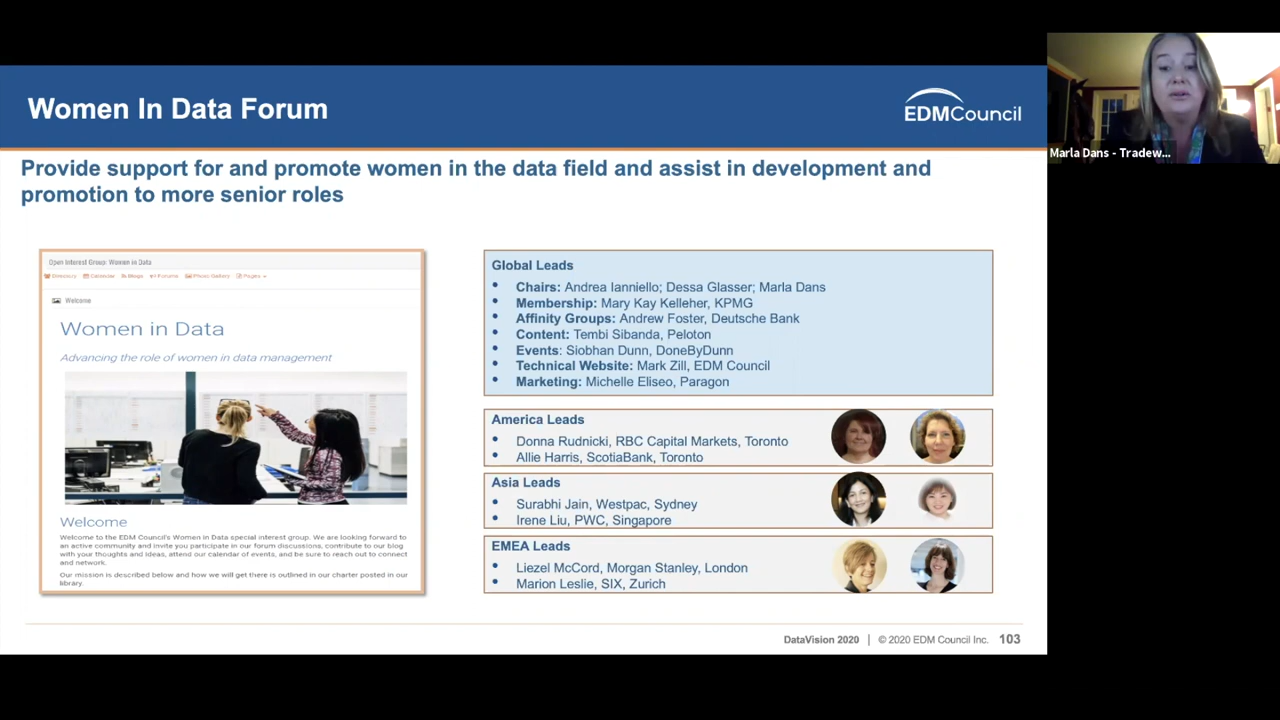 Women In Data Forum
EDMCouncil
Marla Dans - Tradew...
Provide support for and promote women in the data field and assist in development and
promotion to more senior roles
Open Interest Group- Women in Data
Directory Calendar Blogs Forums Photo Gallery Pages
Welcome
Women in Data
Advancing the role of women in data management
Welcome
Welcome to the EDM Council's Women in Data special interest group. We are looking forward to
an active community and invite you participate in our forum discussions, contribute to our blog
with your thoughts and ideas, attend our calendar of events, and be sure to reach out to connect
and network.
Our mission is described below and how we will get there is outlined in our charter posted in our
library.
Global Leads
• Chairs: Andrea Ianniello; Dessa Glasser; Marla Dans
• Membership: Mary Kay Kelleher, KPMG
• Affinity Groups: Andrew Foster, Deutsche Bank
• Content: Tembi Sibanda, Peloton
• Events: Siobhan Dunn, DoneByDunn
• Technical Website: Mark Zill, EDM Council
• Marketing: Michelle Eliseo, Paragon
America Leads
• Donna Rudnicki, RBC Capital Markets, Toronto
• Allie Harris, ScotiaBank, Toronto
Asia Leads
• Surabhi Jain, Westpac, Sydney
• Irene Liu, PWC, Singapore
EMEA Leads
• Liezel McCord, Morgan Stanley, London
• Marion Leslie, SIX, Zurich
DataVision 2020 | © 2020 EDM Council Inc. 103